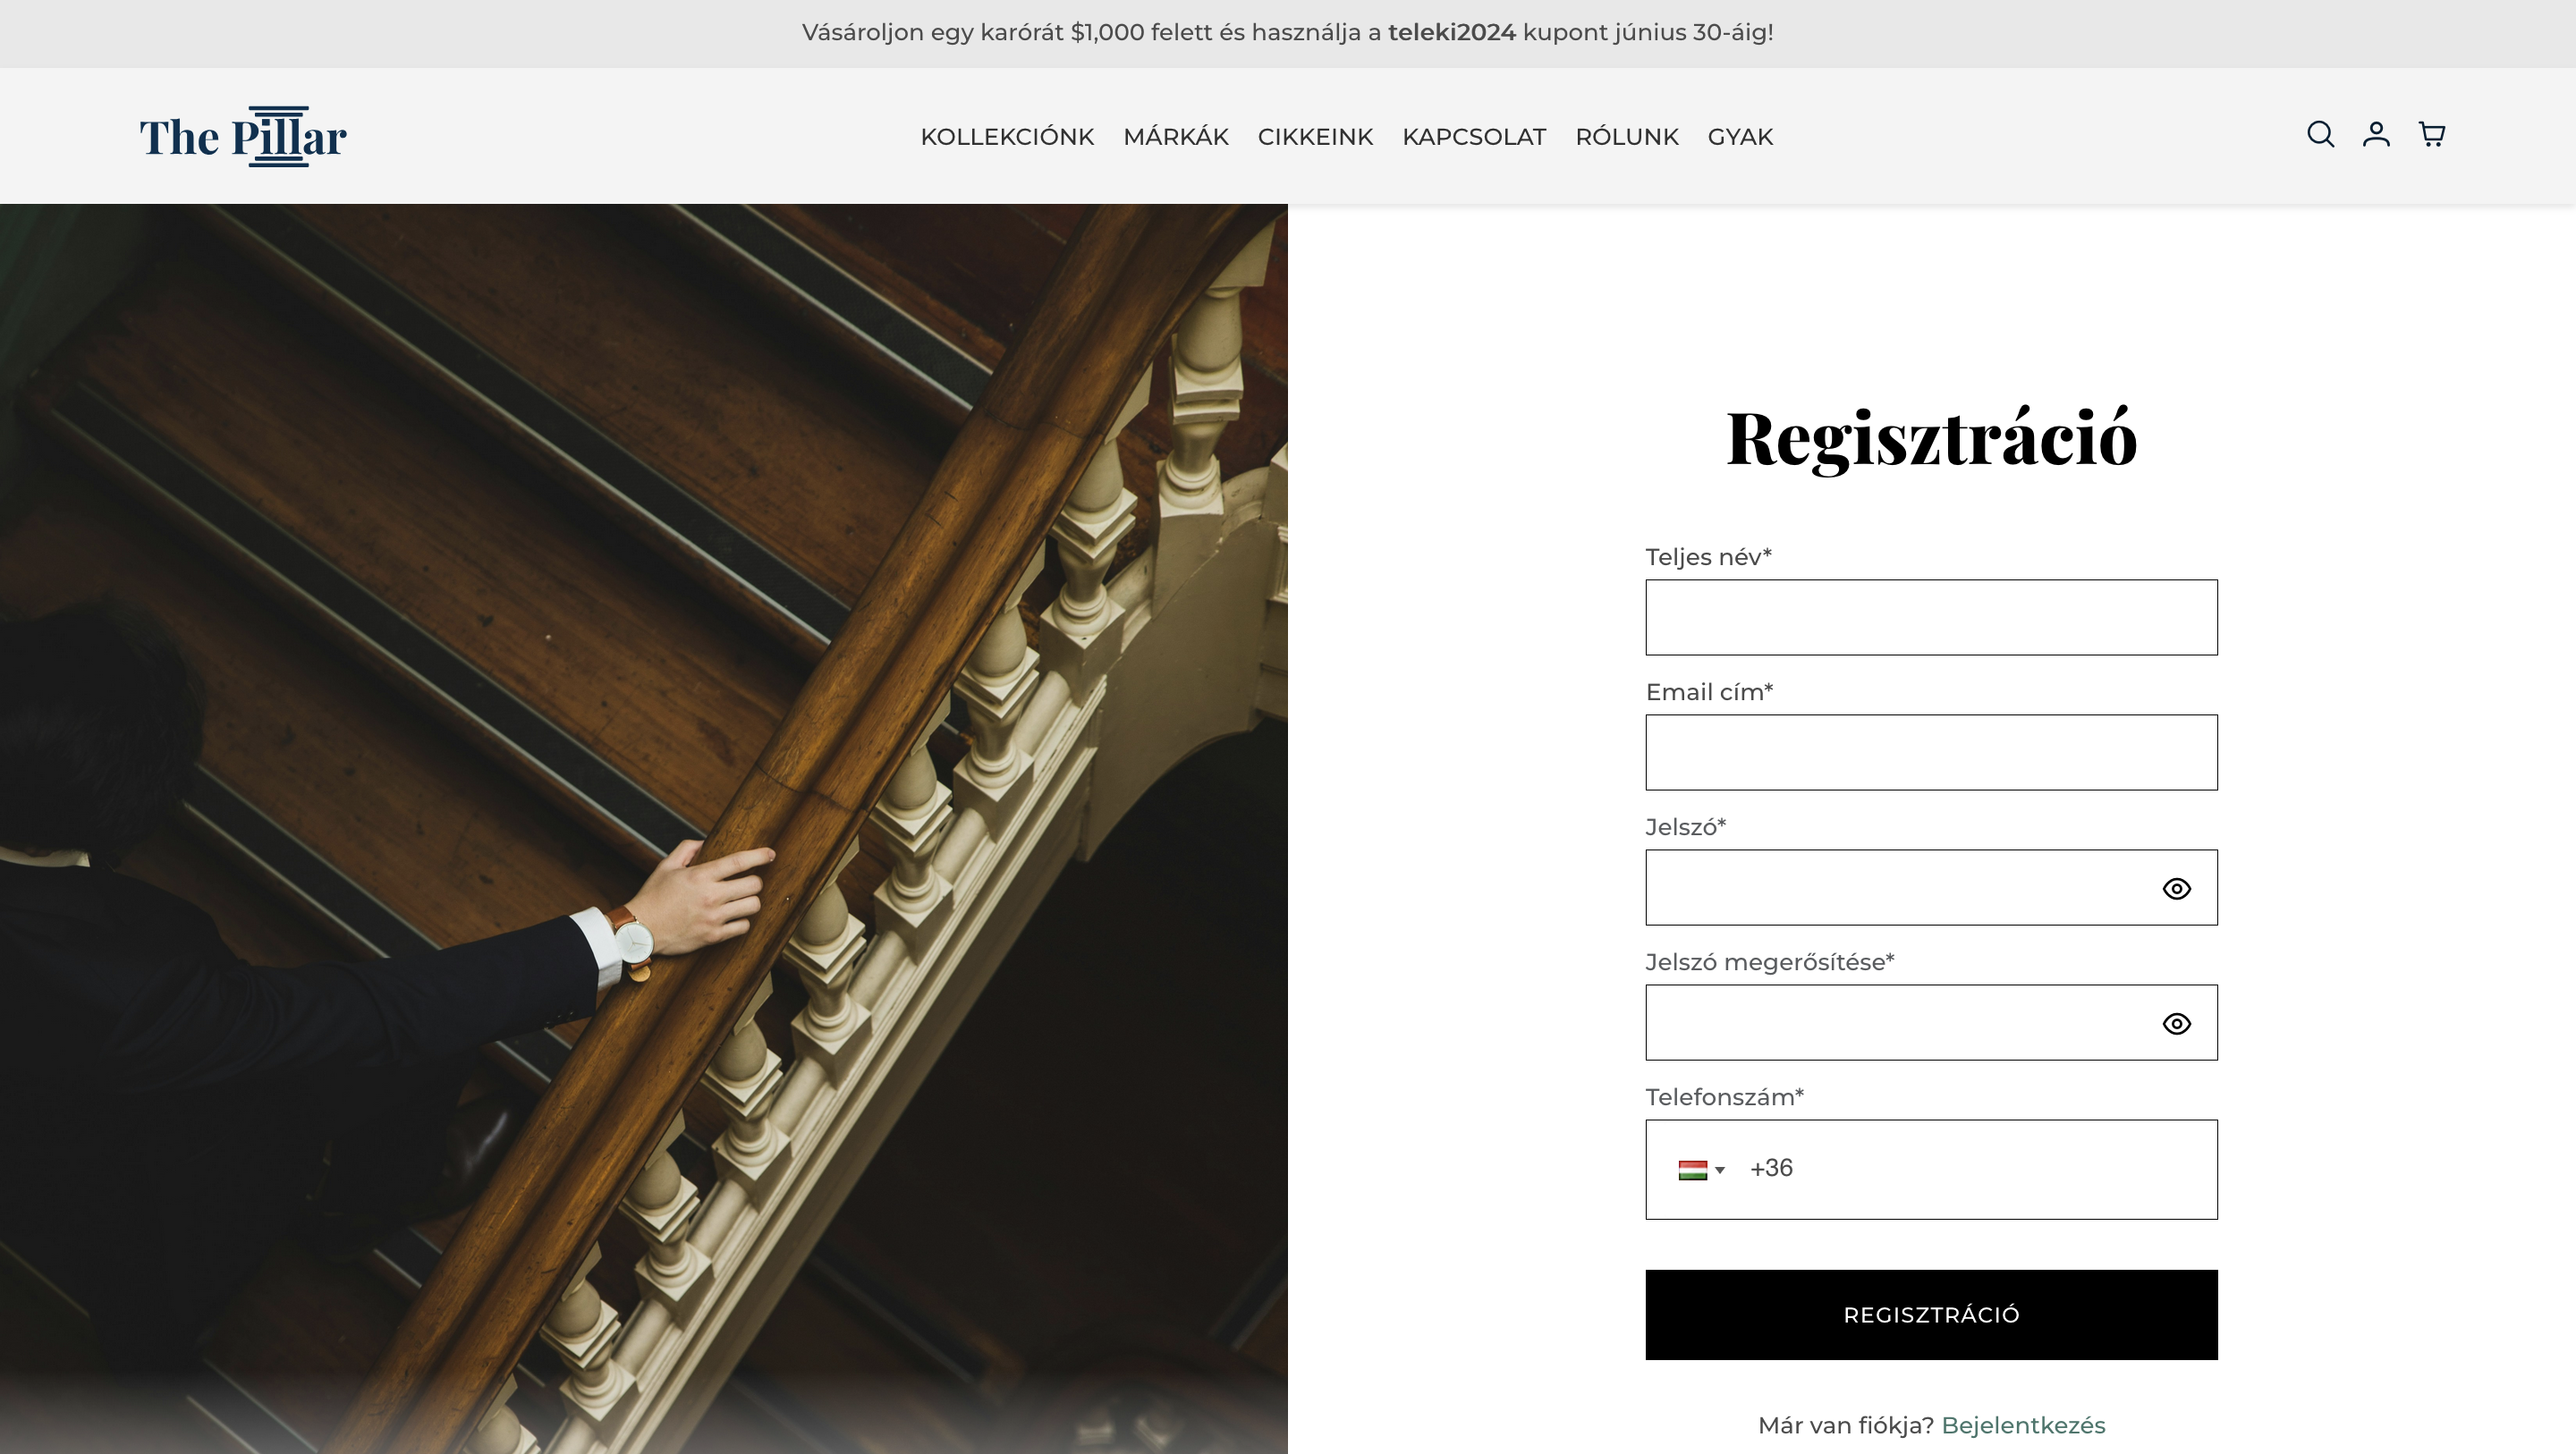 Vásároljon egy karórát $1,000 felett és használja a teleki2024 kupont június 30-áig!
The Pillar
KOLLEKCIÓNK MÁRKÁK CIKKEINK KAPCSOLAT RÓLUNK GYAK
Regisztráció
Teljes név*
Email cím*
Jelszó*
Jelszó megerősítése*
Telefonszám*
+36
REGISZTRÁCIÓ
Már van fiókja? Bejelentkezés